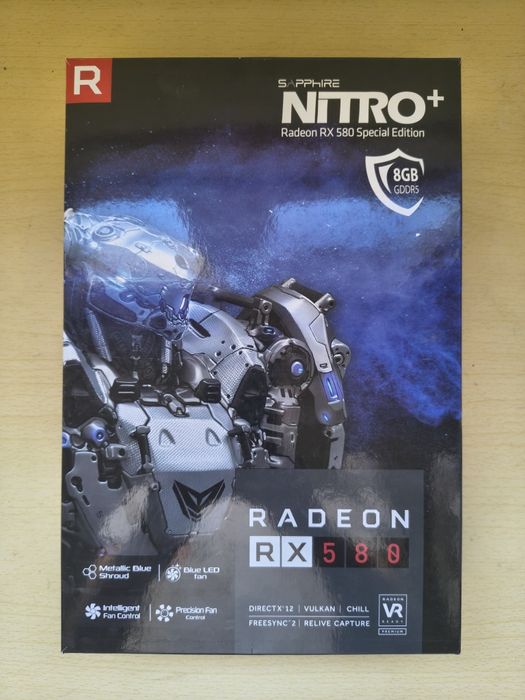 R
SAPPHIRE
NITRO+
Radeon RX 580 Special Edition
8GB
GDDR5
RADEON
RX 580
Metallic Blue
Shroud
Blue LED
fan
Intelligent
Fan Control
Precision Fan
Control
DIRECTX®12 | VULKAN | CHILL
FREESYNC™2 | RELIVE CAPTURE
RADEON
VR
READY
PREMIUM